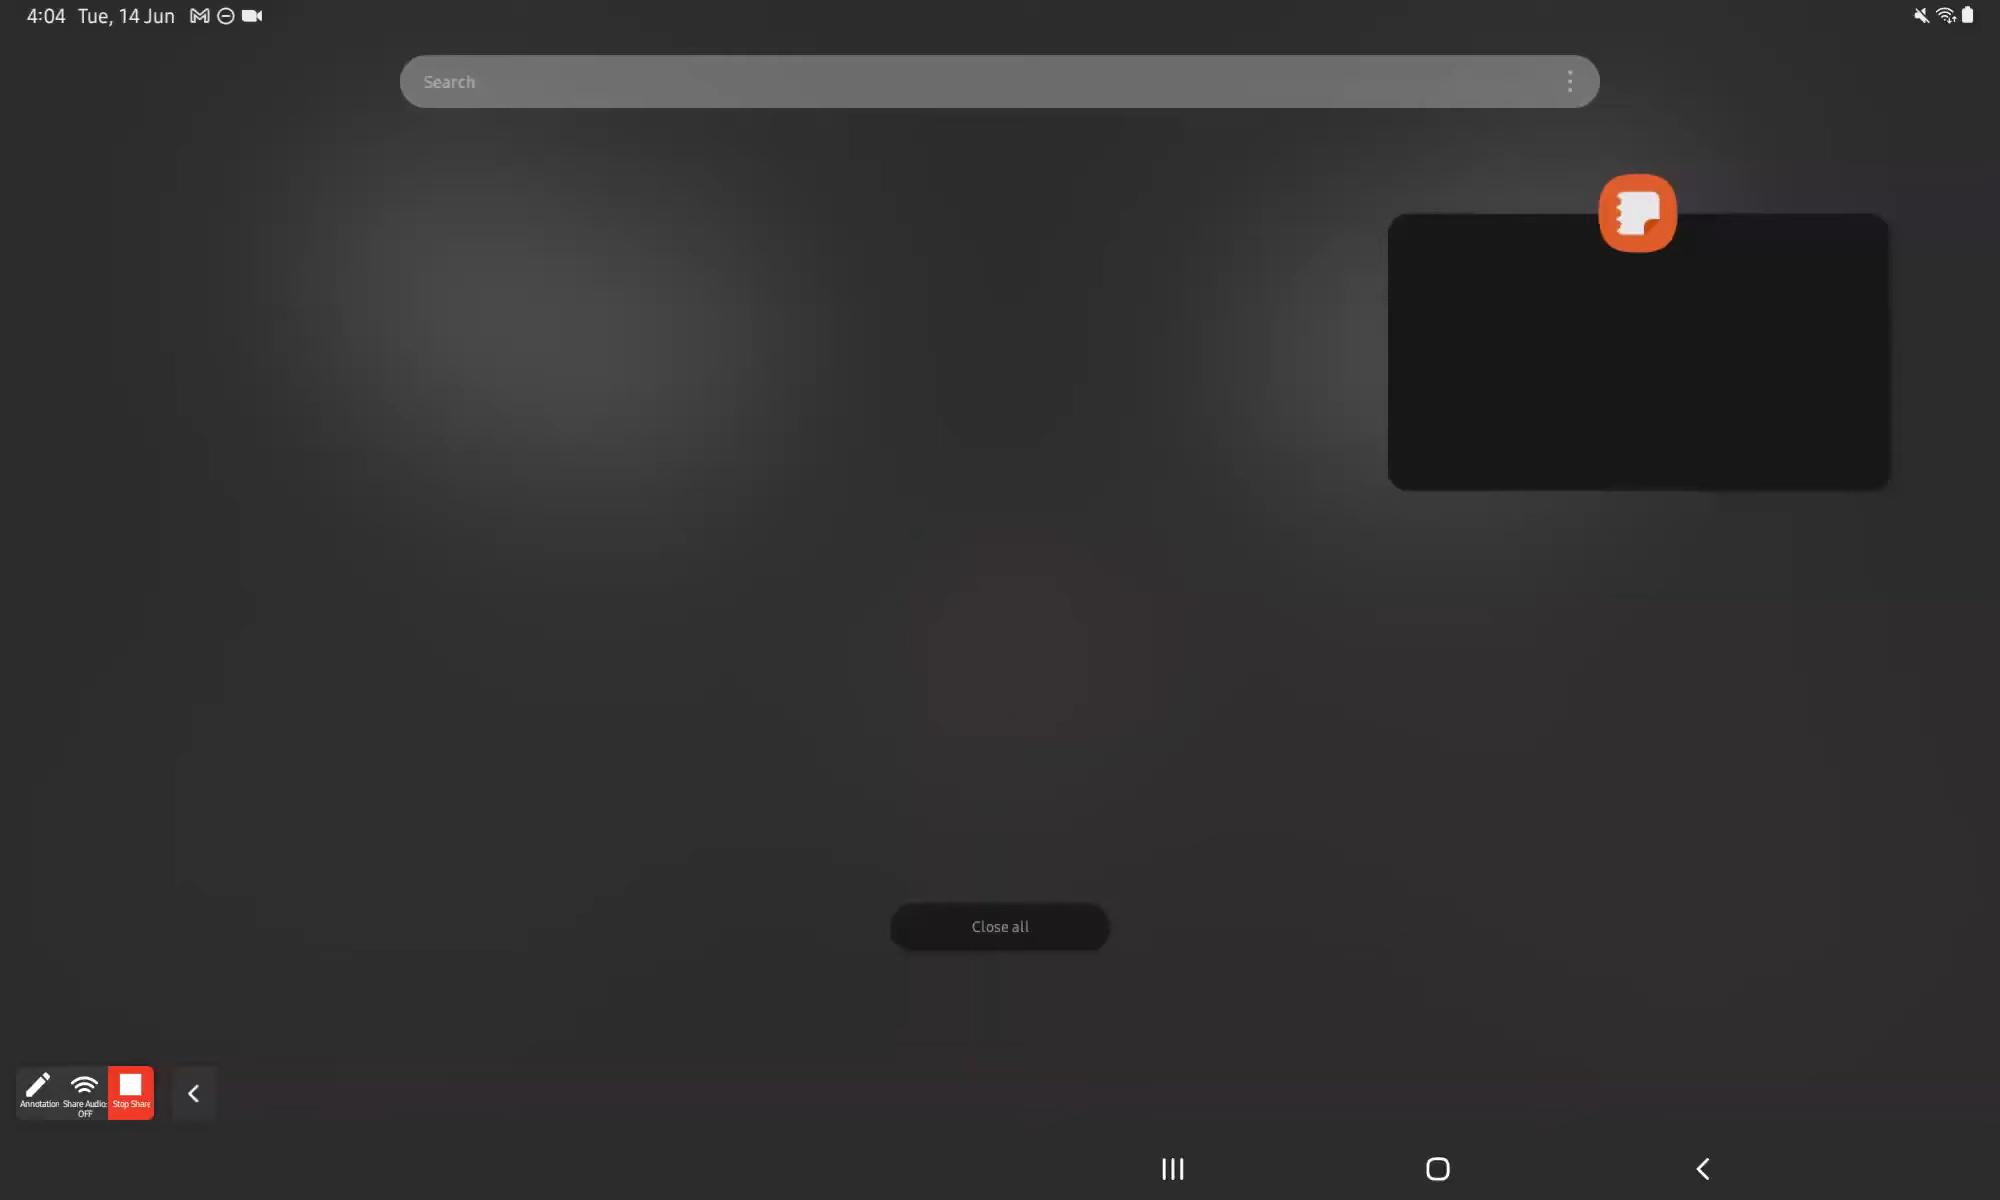 4:04 Tue, 14 Jun
Search
Close all
Annotation
Share Audio:
OFF
Stop Share